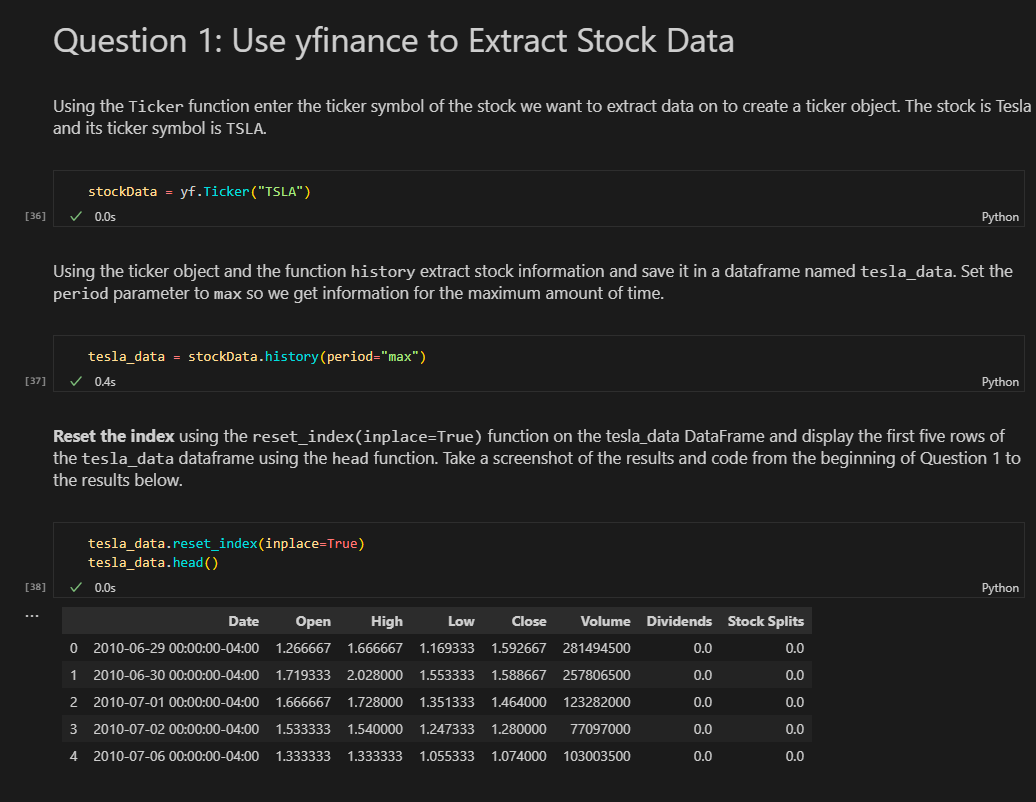 Question 1: Use yfinance to Extract Stock Data
Using the Ticker function enter the ticker symbol of the stock we want to extract data on to create a ticker object. The stock is Tesla
and its ticker symbol is TSLA.
stockData = yf.Ticker("TSLA")
[36] ✓ 0.0s Python
Using the ticker object and the function history extract stock information and save it in a dataframe named tesla_data. Set the
period parameter to max so we get information for the maximum amount of time.
tesla_data = stockData.history(period="max")
[37] ✓ 0.4s Python
Reset the index using the reset_index(inplace=True) function on the tesla_data DataFrame and display the first five rows of
the tesla_data dataframe using the head function. Take a screenshot of the results and code from the beginning of Question 1 to
the results below.
tesla_data.reset_index(inplace=True)
tesla_data.head()
[38] ✓ 0.0s Python
... Date Open High Low Close Volume Dividends Stock Splits
0 2010-06-29 00:00:00-04:00 1.266667 1.666667 1.169333 1.592667 281494500 0.0 0.0
1 2010-06-30 00:00:00-04:00 1.719333 2.028000 1.553333 1.588667 257806500 0.0 0.0
2 2010-07-01 00:00:00-04:00 1.666667 1.728000 1.351333 1.464000 123282000 0.0 0.0
3 2010-07-02 00:00:00-04:00 1.533333 1.540000 1.247333 1.280000 77097000 0.0 0.0
4 2010-07-06 00:00:00-04:00 1.333333 1.333333 1.055333 1.074000 103003500 0.0 0.0